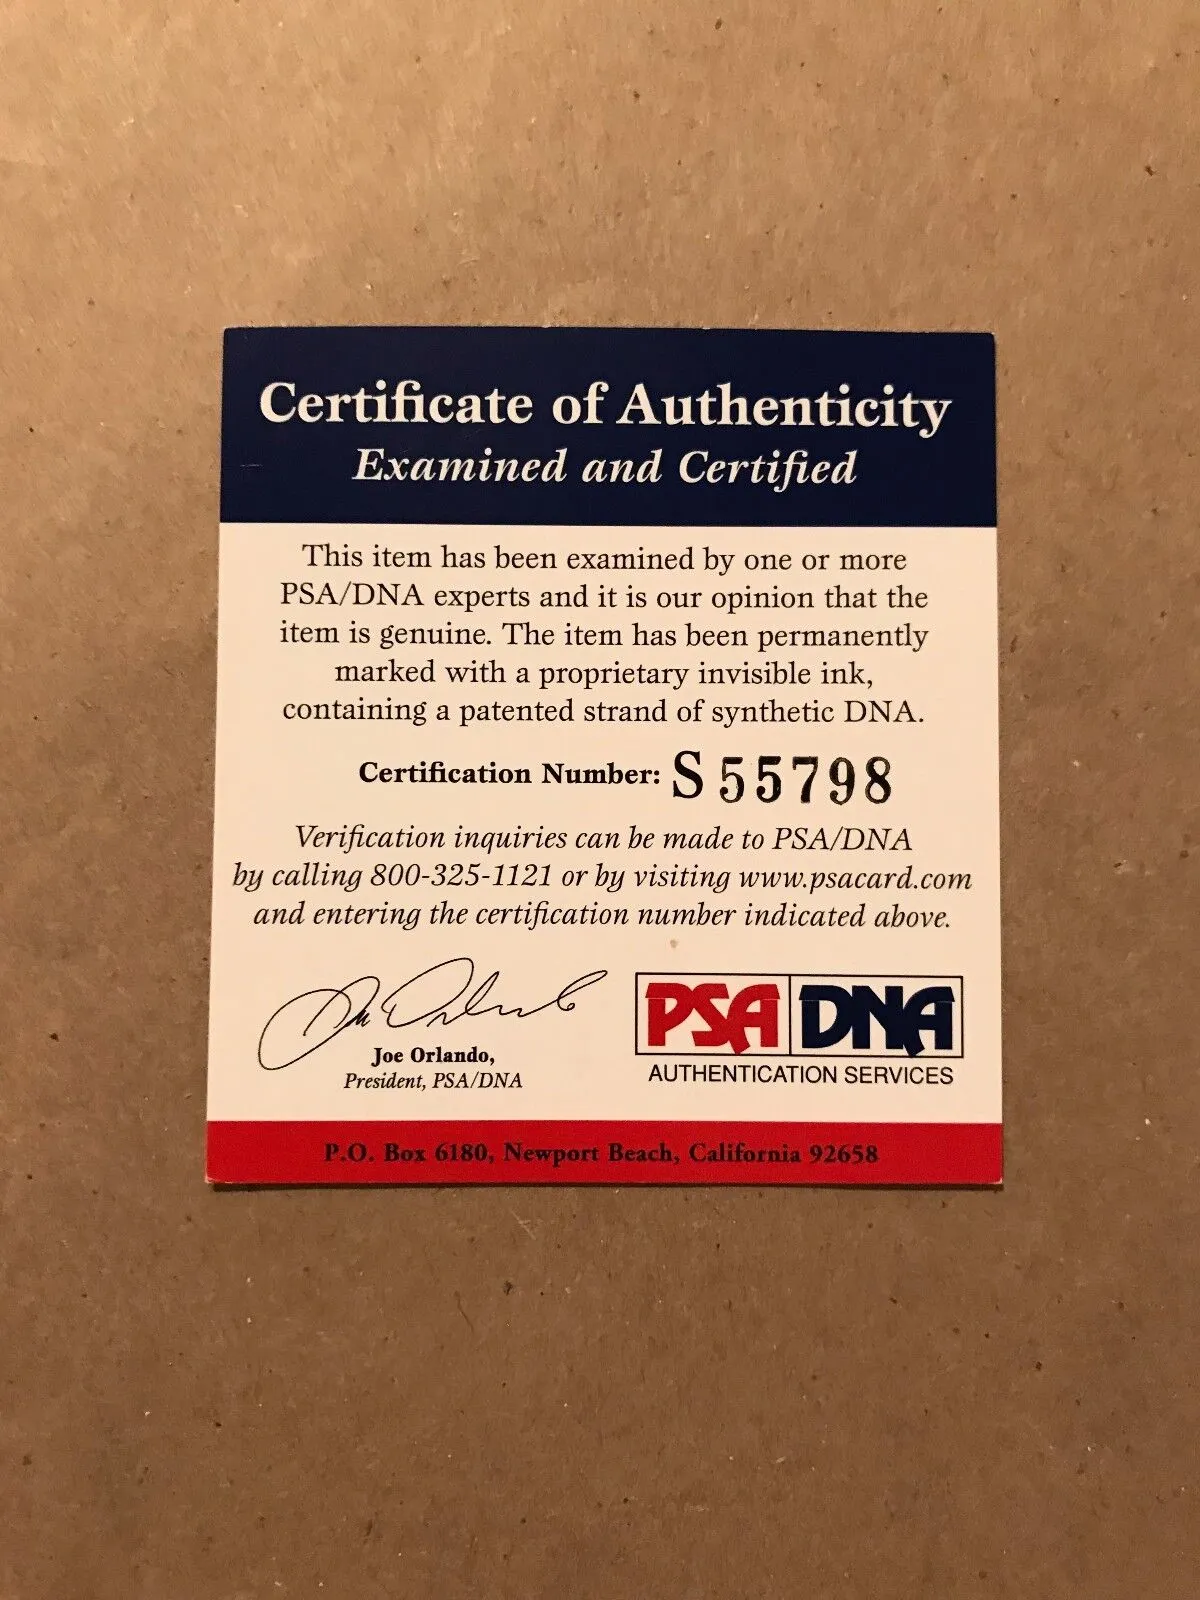 Certificate of Authenticity
Examined and Certified
This item has been examined by one or more
PSA/DNA experts and it is our opinion that the
item is genuine. The item has been permanently
marked with a proprietary invisible ink,
containing a patented strand of synthetic DNA.
Certification Number: S55798
Verification inquiries can be made to PSA/DNA
by calling 800-325-1121 or by visiting www.psacard.com
and entering the certification number indicated above.
Joe Orlando
Joe Orlando,
President, PSA/DNA
PSA DNA
AUTHENTICATION SERVICES
P.O. Box 6180, Newport Beach, California 92658